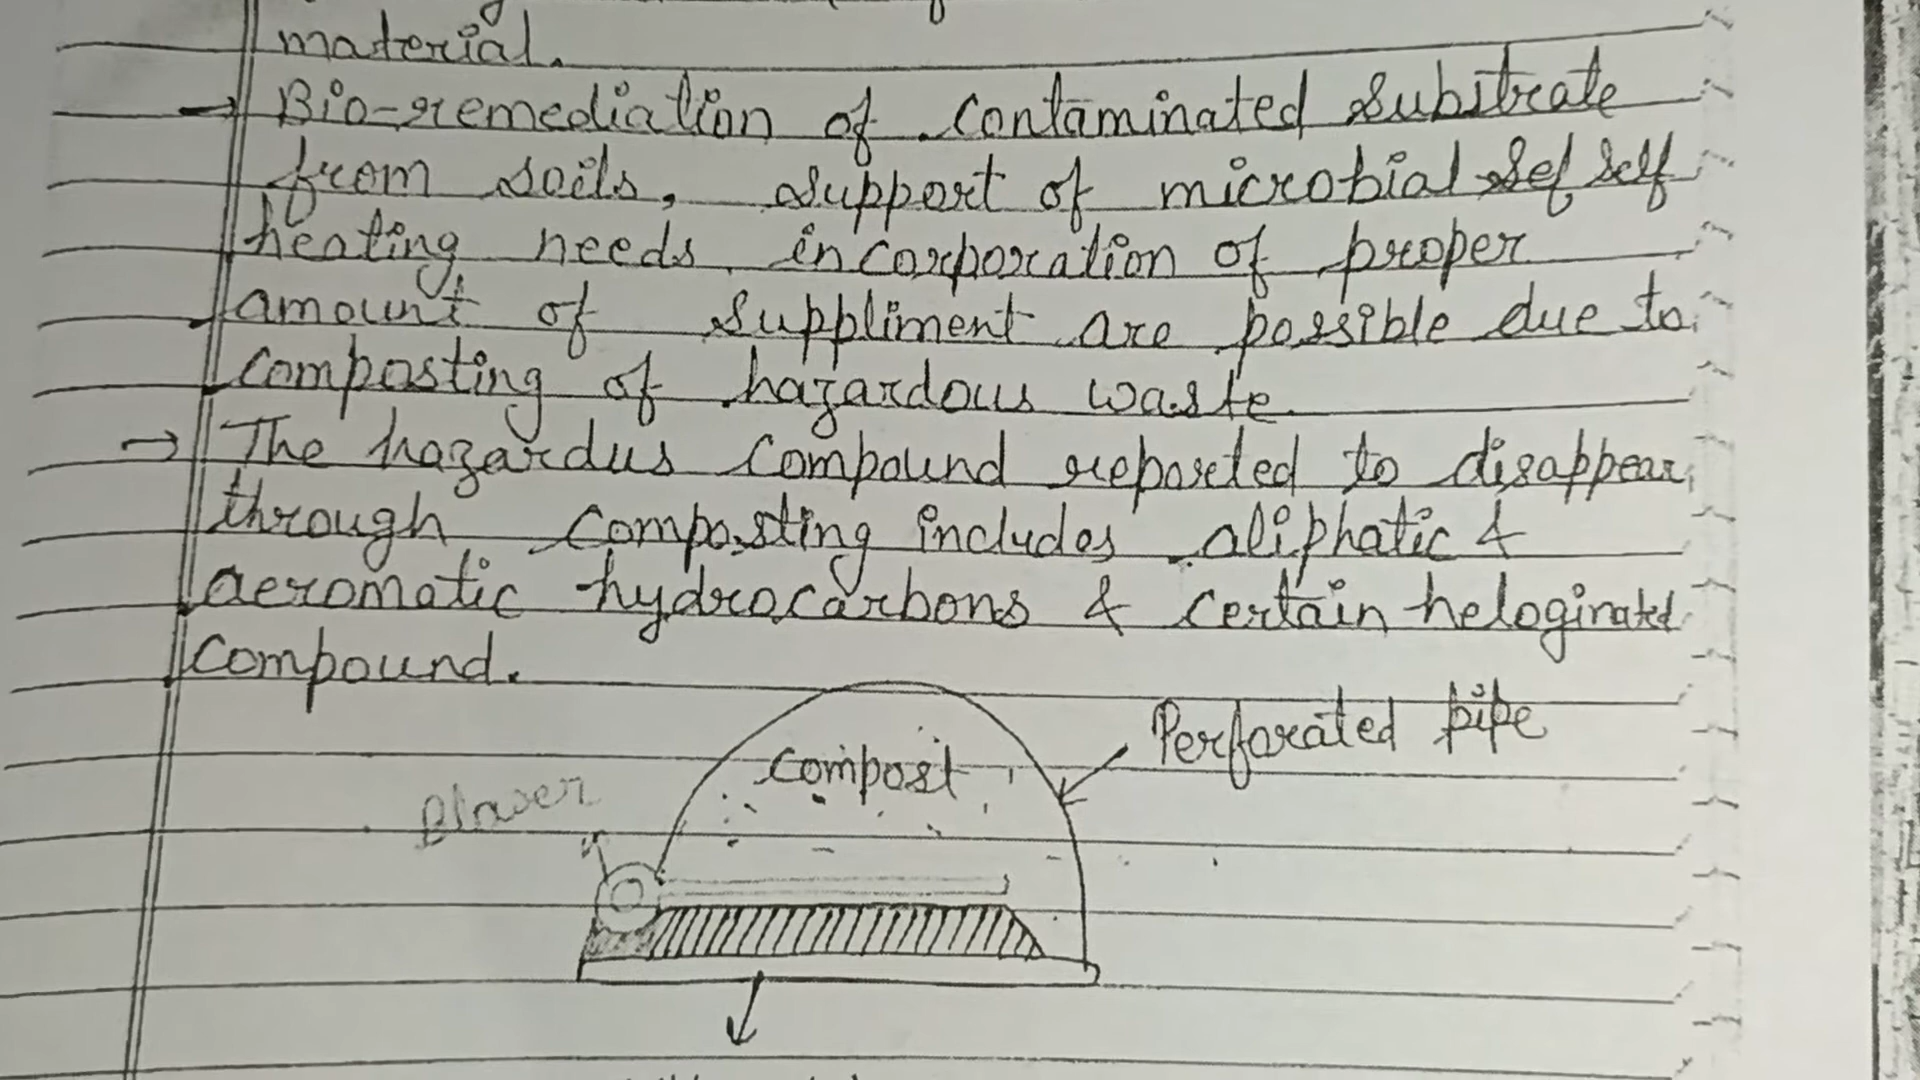 material.
→ Bio-remediation of contaminated substrate
from soils, support of microbial sef self
heating needs incorporation of proper
amount of suppliment are possible due to
composting of hazardous waste
→ The hazardus compound reported to disappear
through composting includes aliphatic &
aeromatic hydrocarbons & certain heloginated
compound.
Perforated pipe
compost
Blower